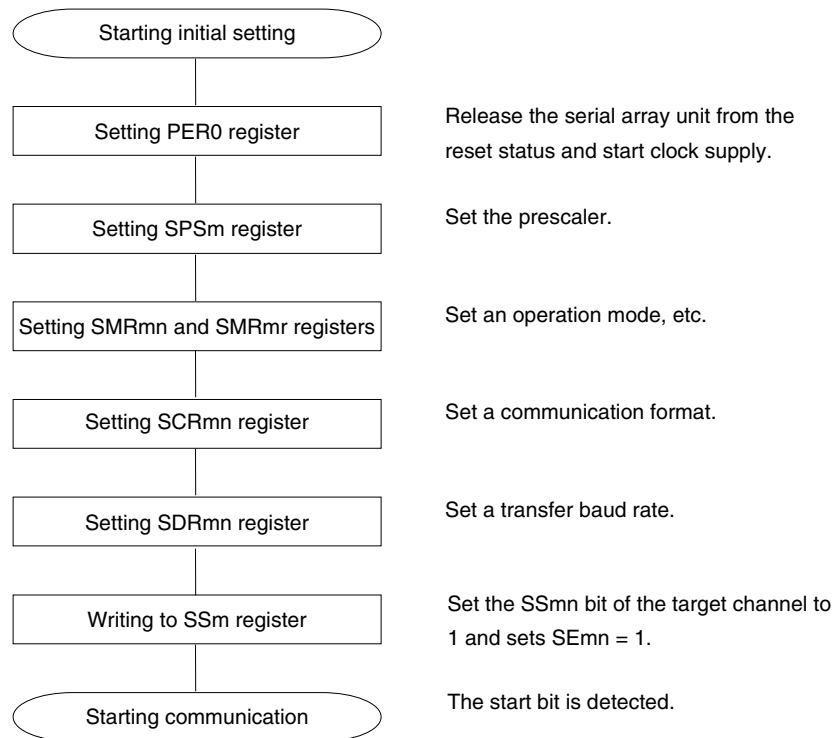 Starting initial setting
Setting PER0 register
Release the serial array unit from the
reset status and start clock supply.
Setting SPSm register
Set the prescaler.
Setting SMRmn and SMRmr registers
Set an operation mode, etc.
Setting SCRmn register
Set a communication format.
Setting SDRmn register
Set a transfer baud rate.
Writing to SSm register
Set the SSmn bit of the target channel to
1 and sets SEmn = 1.
Starting communication
The start bit is detected.